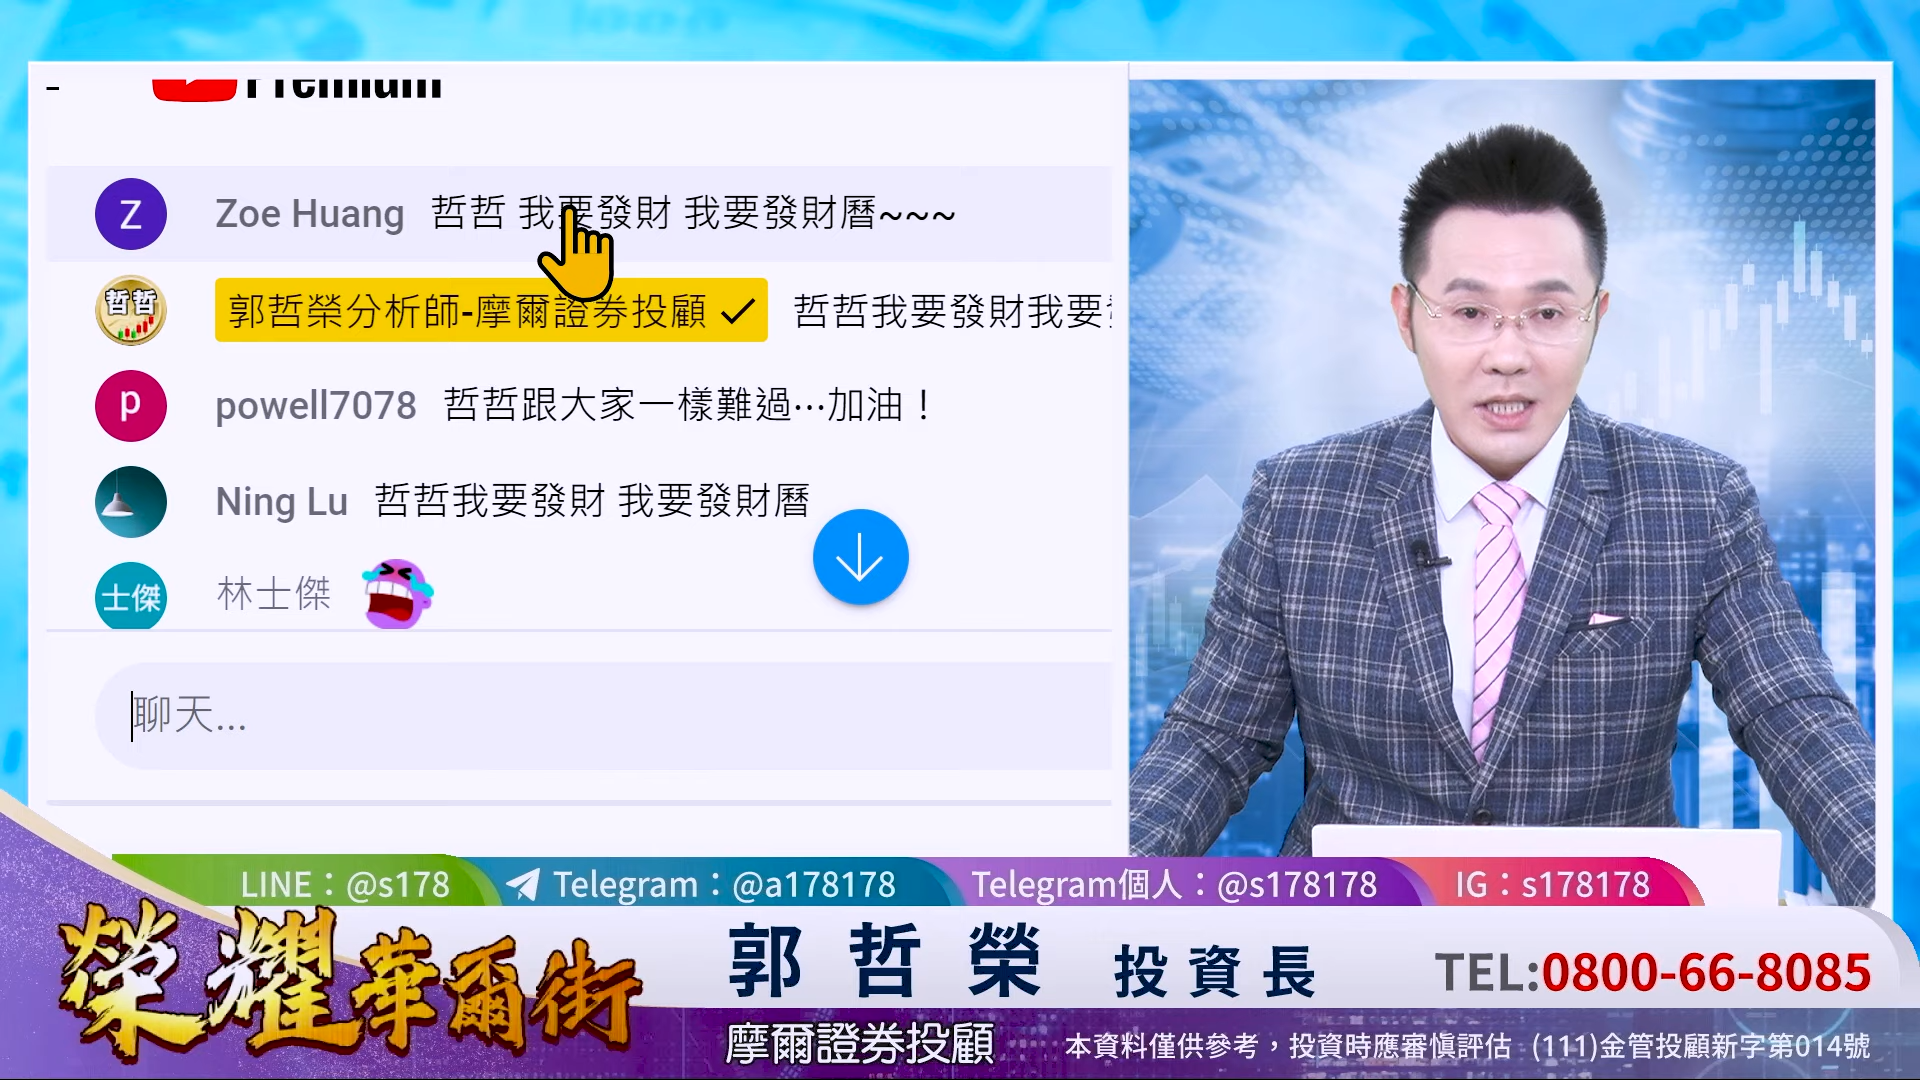 Premium
Z
Zoe Huang 哲哲 我要發財 我要發財曆~~~
哲哲
郭哲榮分析師-摩爾證券投顧 哲哲我要發財我要
p
powell7078 哲哲跟大家一樣難過…加油！
Ning Lu 哲哲我要發財 我要發財曆
士傑
林士傑
聊天...
LINE：@s178
Telegram：@a178178
Telegram個人：@s178178
IG：s178178
榮耀華爾街
郭哲榮 投資長
TEL:0800-66-8085
摩爾證券投顧
本資料僅供參考，投資時應審慎評估 (111)金管投顧新字第014號